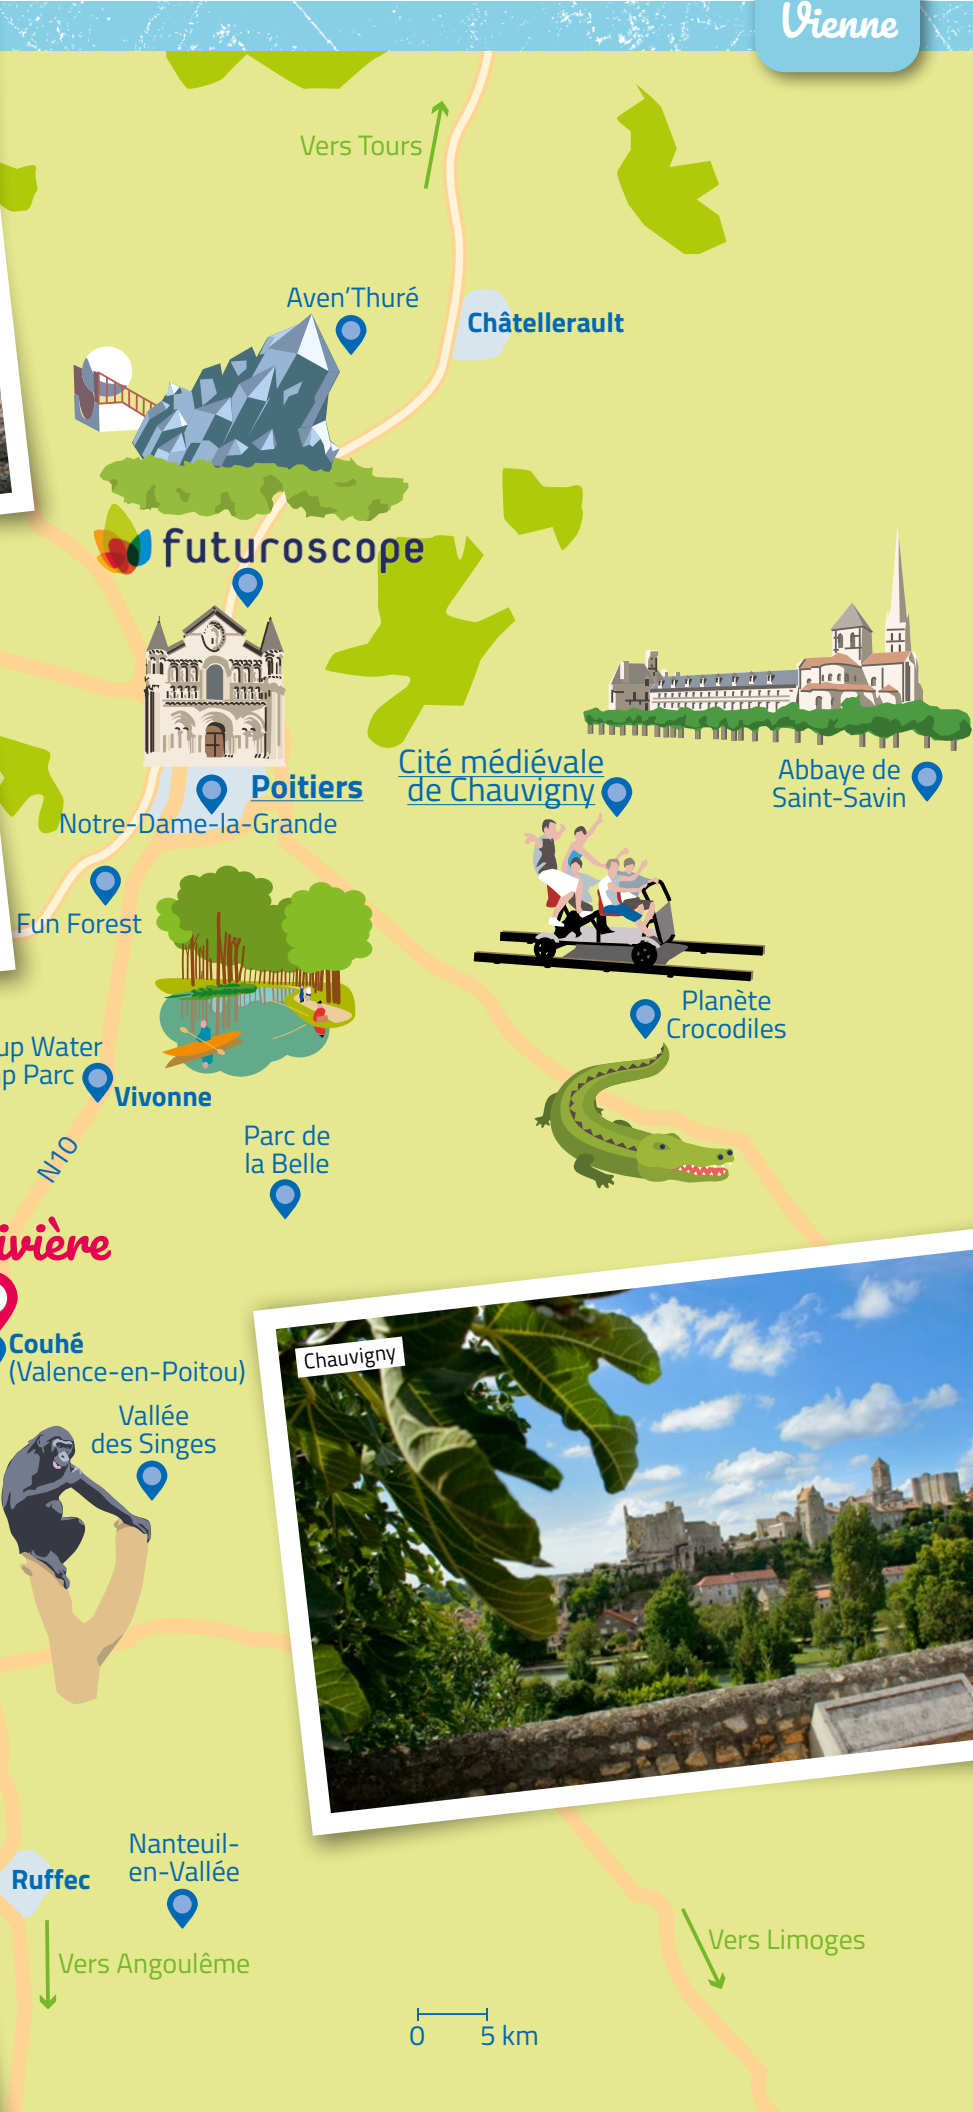 Vienne
Vers Tours
Aven'Thuré
Châtellerault
futuroscope
Cité médiévale
de Chauvigny
Abbaye de
Saint-Savin
Poitiers
Notre-Dame-la-Grande
Fun Forest
Planète
Crocodiles
up Water
p Parc
Vivonne
N10
Parc de
la Belle
ivière
Couhé
(Valence-en-Poitou)
Chauvigny
Vallée
des Singes
Nanteuil-
en-Vallée
Ruffec
Vers Angoulême
Vers Limoges
0 5 km